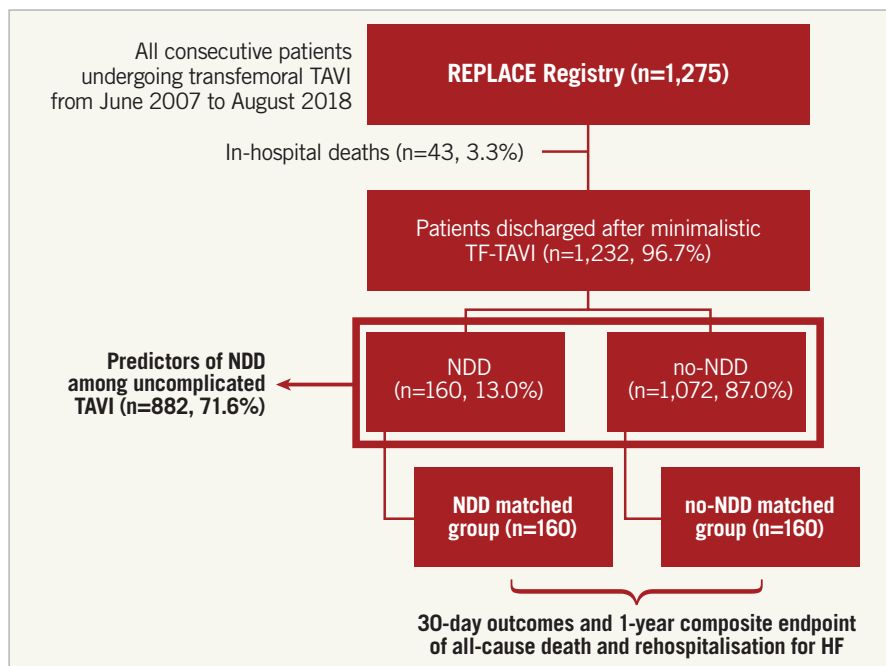 All consecutive patients
undergoing transfemoral TAVI
from June 2007 to August 2018
REPLACE Registry (n=1,275)
In-hospital deaths (n=43, 3.3%)
Patients discharged after minimalistic
TF-TAVI (n=1,232, 96.7%)
Predictors of NDD
among uncomplicated
TAVI (n=882, 71.6%)
NDD
(n=160, 13.0%)
no-NDD
(n=1,072, 87.0%)
NDD matched
group (n=160)
no-NDD matched
group (n=160)
30-day outcomes and 1-year composite endpoint
of all-cause death and rehospitalisation for HF